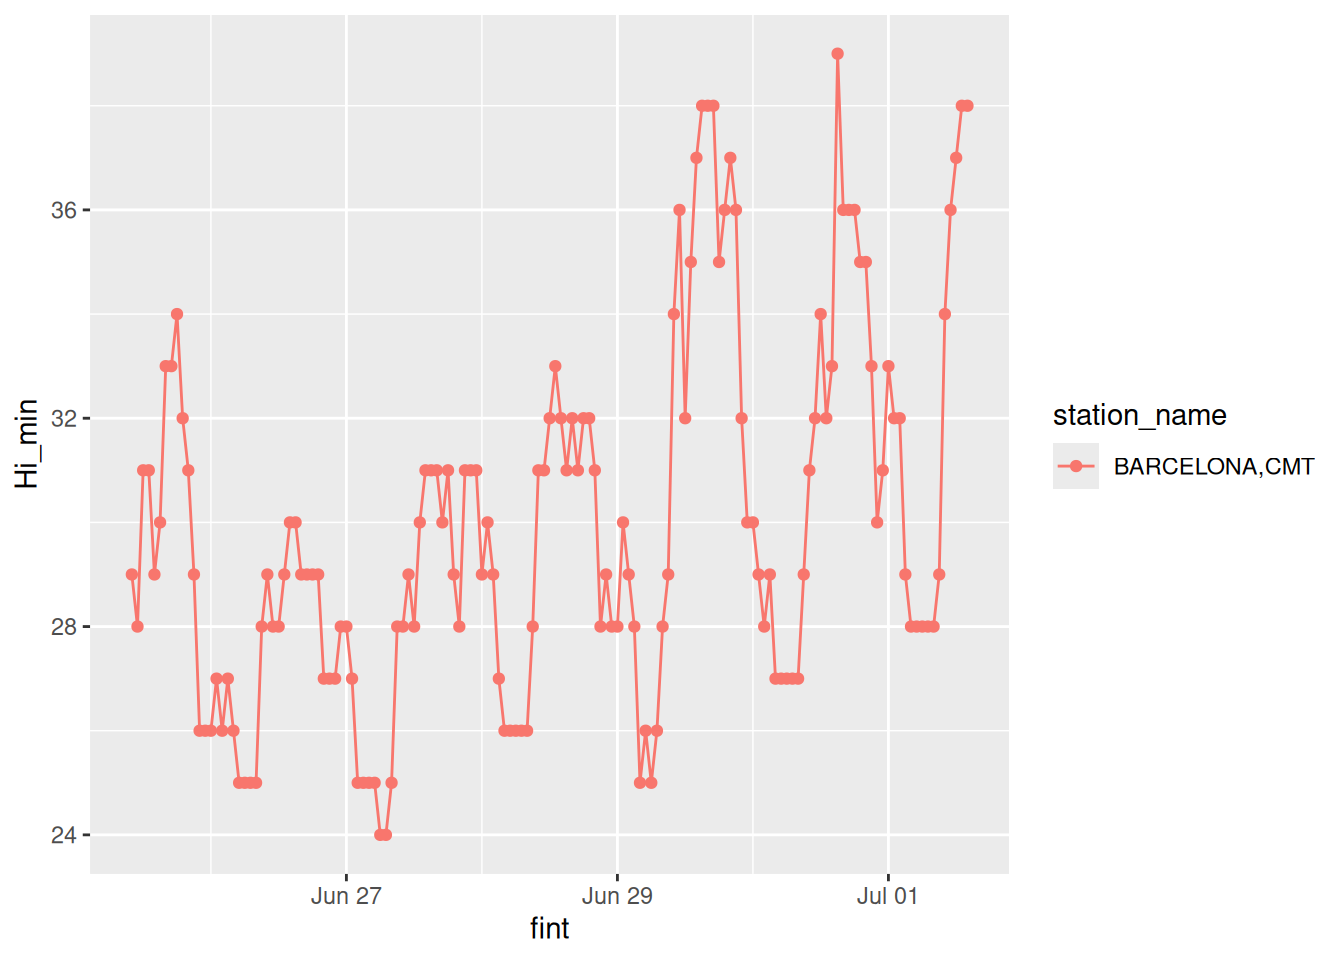 Hi_min
36
32
28
24
Jun 27
Jun 29
Jul 01
fint
station_name
BARCELONA,CMT